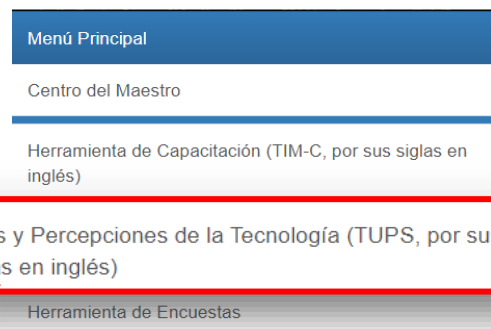 Menú Principal
Centro del Maestro
Herramienta de Capacitación (TIM-C, por sus siglas en
inglés)
s y Percepciones de la Tecnología (TUPS, por su
s en inglés)
Herramienta de Encuestas